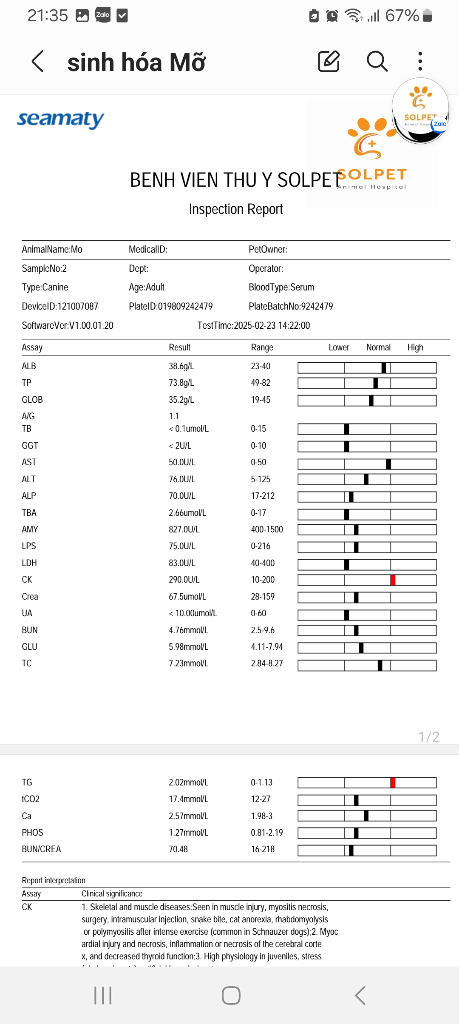 21:35 Zalo 67%
sinh hóa Mỡ
SOLPET
Zalo
seamaty
SOLPET
Animal Hospital
BENH VIEN THU Y SOLPET
Inspection Report
AnimalName:Mo MedicalID: PetOwner:
SampleNo:2 Dept: Operator:
Type:Canine Age:Adult BloodType:Serum
DeviceID:121007087 PlateID:019809242479 PlateBatchNo:9242479
SoftwareVer:V1.00.01.20 TestTime:2025-02-23 14:22:00
Assay Result Range Lower Normal High
ALB 38.6g/L 23-40
TP 73.8g/L 49-82
GLOB 35.2g/L 19-45
A/G 1.1
TB < 0.1umol/L 0-15
GGT < 2U/L 0-10
AST 50.0U/L 0-50
ALT 76.0U/L 5-125
ALP 70.0U/L 17-212
TBA 2.66umol/L 0-17
AMY 827.0U/L 400-1500
LPS 75.0U/L 0-216
LDH 83.0U/L 40-400
CK 290.0U/L 10-200
Crea 67.5umol/L 28-159
UA < 10.00umol/L 0-60
BUN 4.76mmol/L 2.5-9.6
GLU 5.98mmol/L 4.11-7.94
TC 7.23mmol/L 2.84-8.27
1/2
TG 2.02mmol/L 0-1.13
tCO2 17.4mmol/L 12-27
Ca 2.57mmol/L 1.98-3
PHOS 1.27mmol/L 0.81-2.19
BUN/CREA 70.48 16-218
Report interpretation
Assay Clinical significance
CK 1. Skeletal and muscle diseases:Seen in muscle injury, myositis necrosis,
surgery, intramuscular injection, snake bite, cat anorexia, rhabdomyolysis
or polymyositis after intense exercise (common in Schnauzer dogs);2. Myoc
ardial injury and necrosis, inflammation or necrosis of the cerebral corte
x, and decreased thyroid function;3. High physiology in juveniles, stress